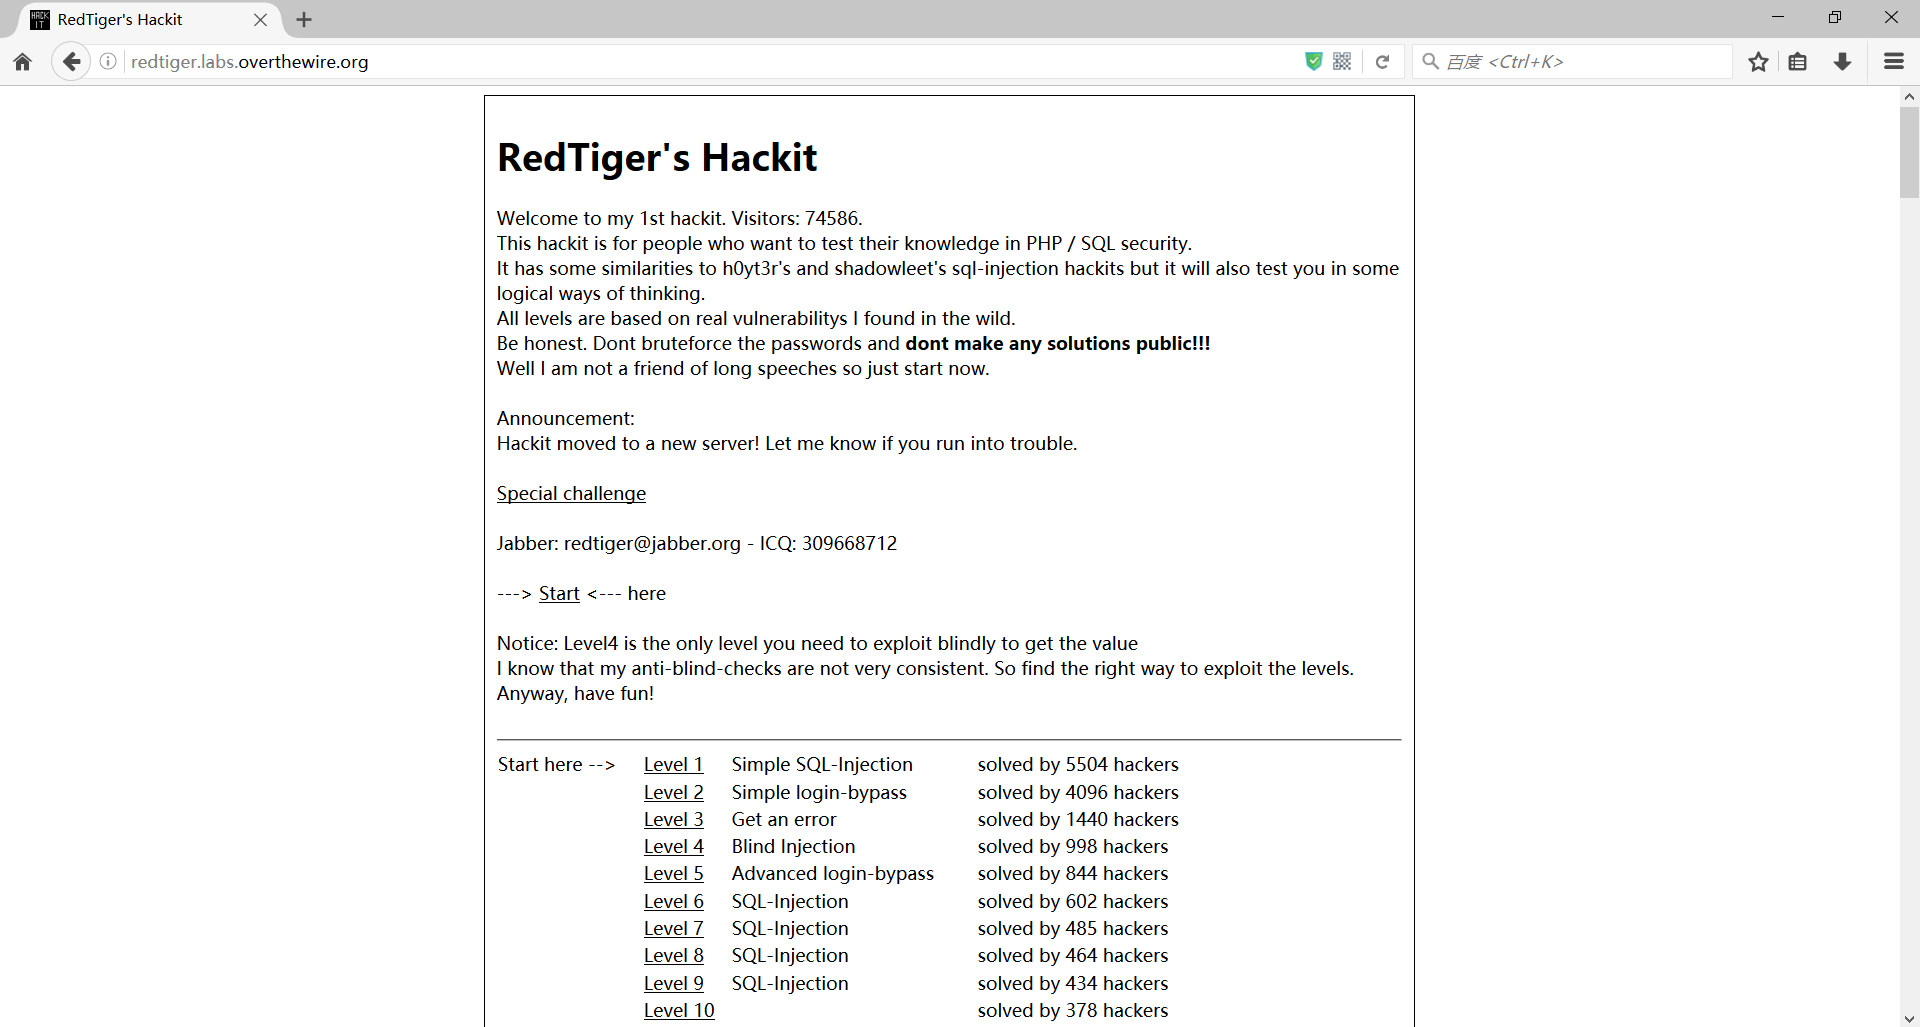 RedTiger's Hackit
redtiger.labs.overthewire.org
百度 <Ctrl+K>
RedTiger's Hackit
Welcome to my 1st hackit. Visitors: 74586.
This hackit is for people who want to test their knowledge in PHP / SQL security.
It has some similarities to h0yt3r's and shadowleet's sql-injection hackits but it will also test you in some
logical ways of thinking.
All levels are based on real vulnerabilitys I found in the wild.
Be honest. Dont bruteforce the passwords and dont make any solutions public!!!
Well I am not a friend of long speeches so just start now.
Announcement:
Hackit moved to a new server! Let me know if you run into trouble.
Special challenge
Jabber: redtiger@jabber.org - ICQ: 309668712
---> Start <--- here
Notice: Level4 is the only level you need to exploit blindly to get the value
I know that my anti-blind-checks are not very consistent. So find the right way to exploit the levels.
Anyway, have fun!
Start here --> Level 1 Simple SQL-Injection solved by 5504 hackers
Level 2 Simple login-bypass solved by 4096 hackers
Level 3 Get an error solved by 1440 hackers
Level 4 Blind Injection solved by 998 hackers
Level 5 Advanced login-bypass solved by 844 hackers
Level 6 SQL-Injection solved by 602 hackers
Level 7 SQL-Injection solved by 485 hackers
Level 8 SQL-Injection solved by 464 hackers
Level 9 SQL-Injection solved by 434 hackers
Level 10 solved by 378 hackers